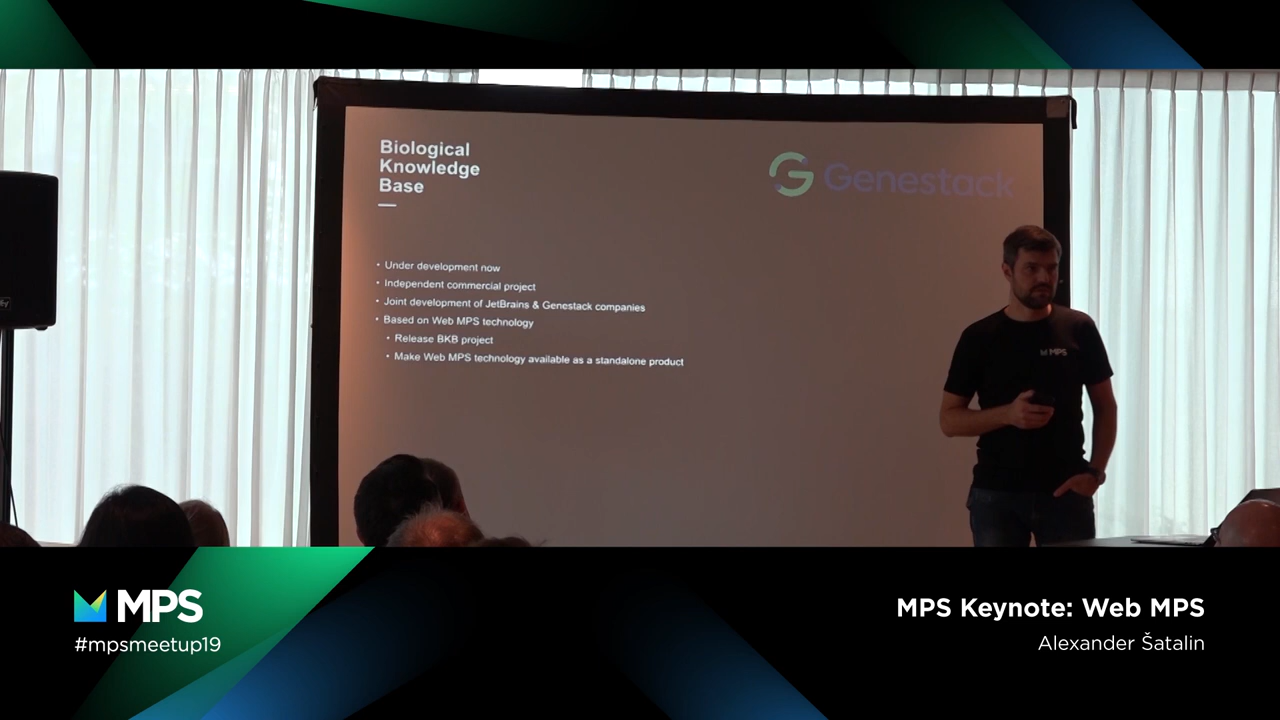 Biological
Knowledge
Base
Genestack
• Under development now
• Independent commercial project
• Joint development of JetBrains & Genestack companies
• Based on Web MPS technology
• Release BKB project
• Make Web MPS technology available as a standalone product
MPS
MPS
#mpsmeetup19
MPS Keynote: Web MPS
Alexander Šatalin